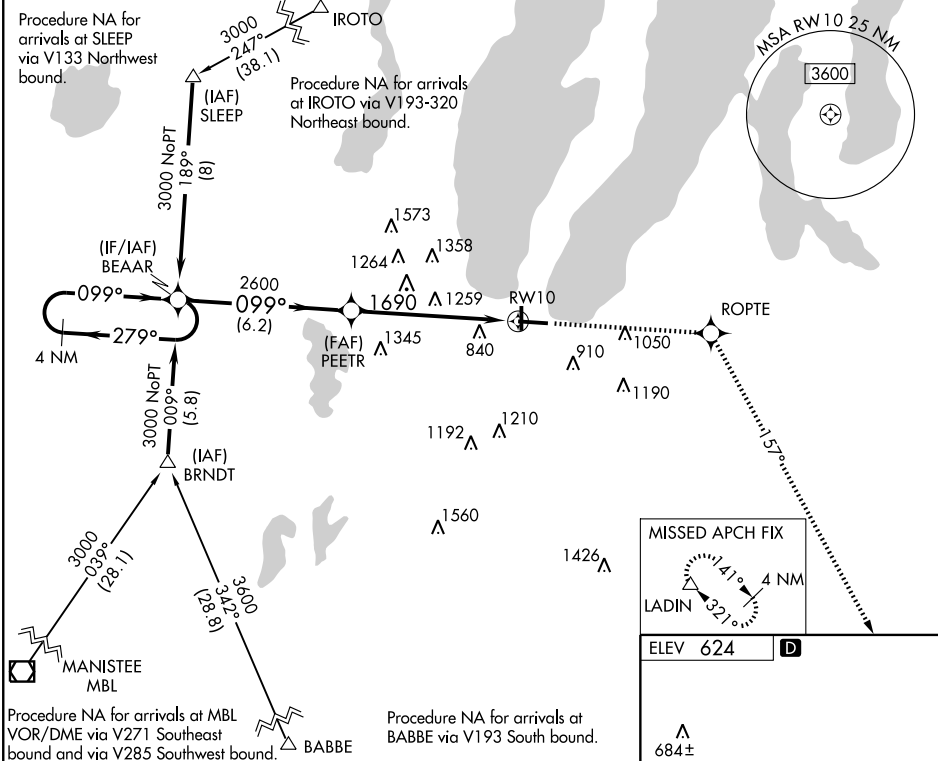 Procedure NA for
arrivals at SLEEP
via V133 Northwest
bound.
IROTO
3000
247°
(38.1)
(IAF)
SLEEP
Procedure NA for arrivals
at IROTO via V193-320
Northeast bound.
MSA RW10 25 NM
3600
3000 NoPT
189°
(8)
(IF/IAF)
BEAAR
099°
279°
4 NM
2600
099°
(6.2)
1573
1264
1358
1690
1259
1345
(FAF)
PEETR
RW10
840
910
1050
1190
ROPTE
157°
3000 NoPT
009°
(5.8)
(IAF)
BRNDT
1192
1210
1560
1426
3000
039°
(28.1)
3600
342°
(28.8)
MANISTEE
MBL
BABBE
Procedure NA for arrivals at MBL
VOR/DME via V271 Southeast
bound and via V285 Southwest bound.
Procedure NA for arrivals at
BABBE via V193 South bound.
MISSED APCH FIX
141°
4 NM
LADIN
321°
ELEV 624
D
684±